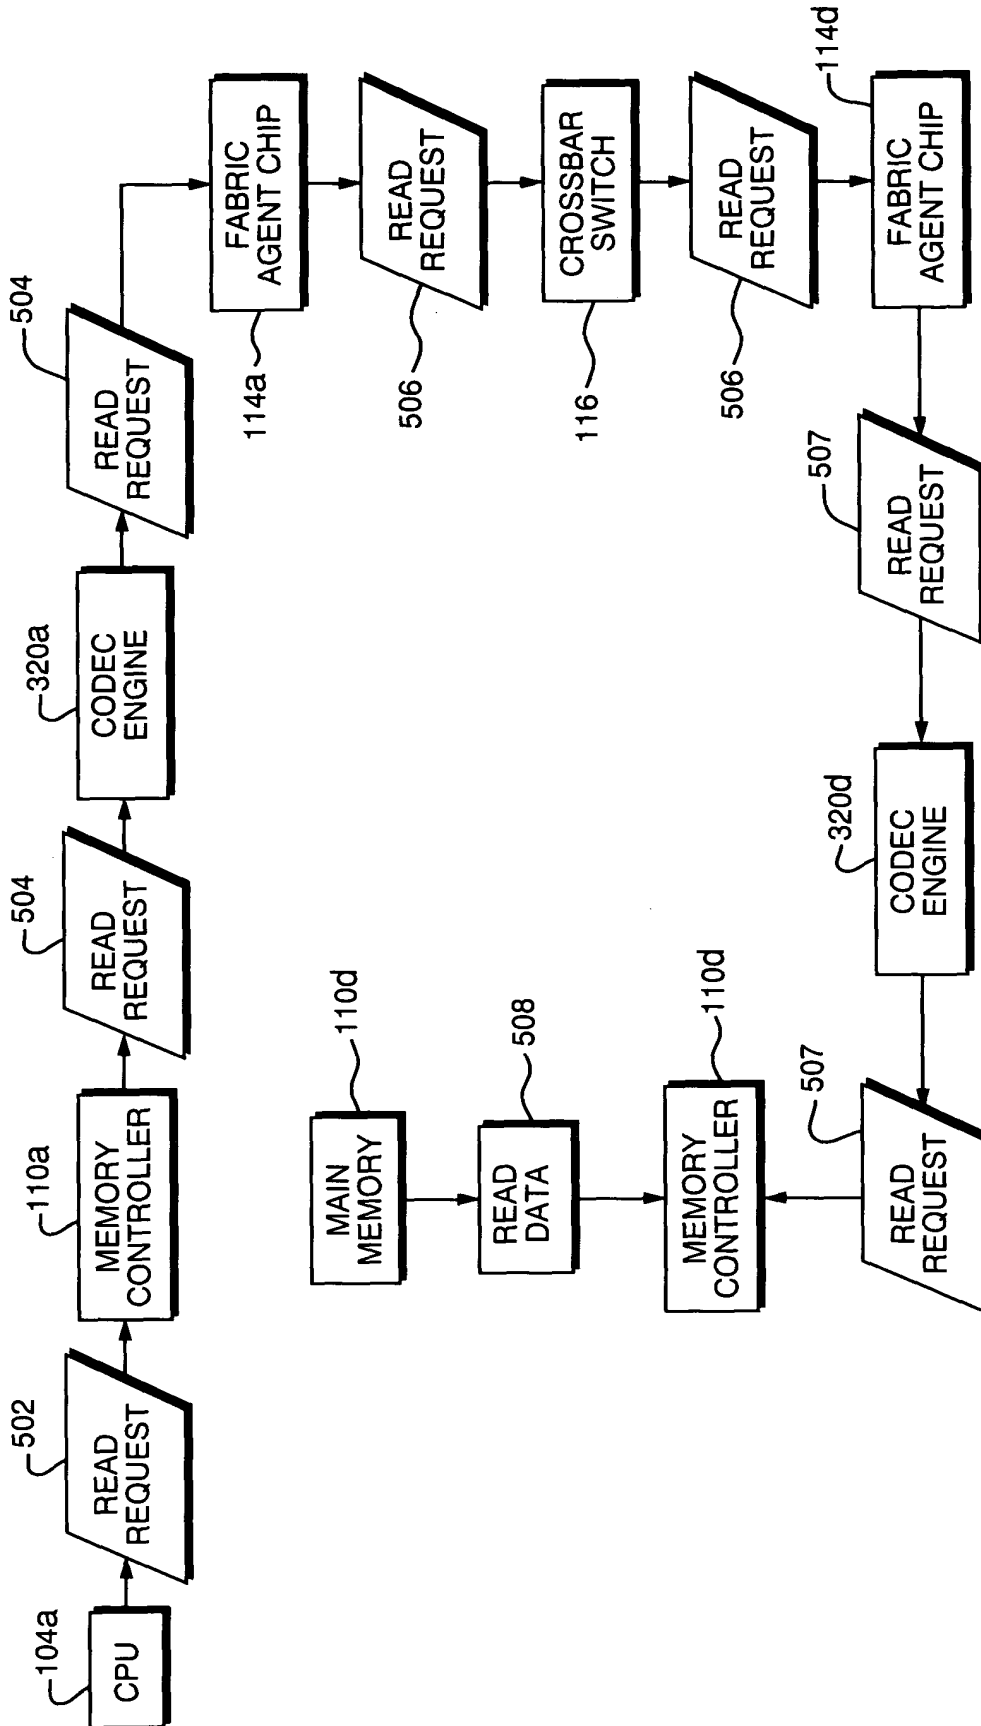 104a
CPU
502
READ
REQUEST
110a
MEMORY
CONTROLLER
504
READ
REQUEST
320a
CODEC
ENGINE
504
READ
REQUEST
FABRIC
AGENT CHIP
114a
READ
REQUEST
506
CROSSBAR
SWITCH
116
READ
REQUEST
506
114d
FABRIC
AGENT CHIP
507
READ
REQUEST
320d
CODEC
ENGINE
507
READ
REQUEST
110d
MEMORY
CONTROLLER
508
READ
DATA
110d
MAIN
MEMORY